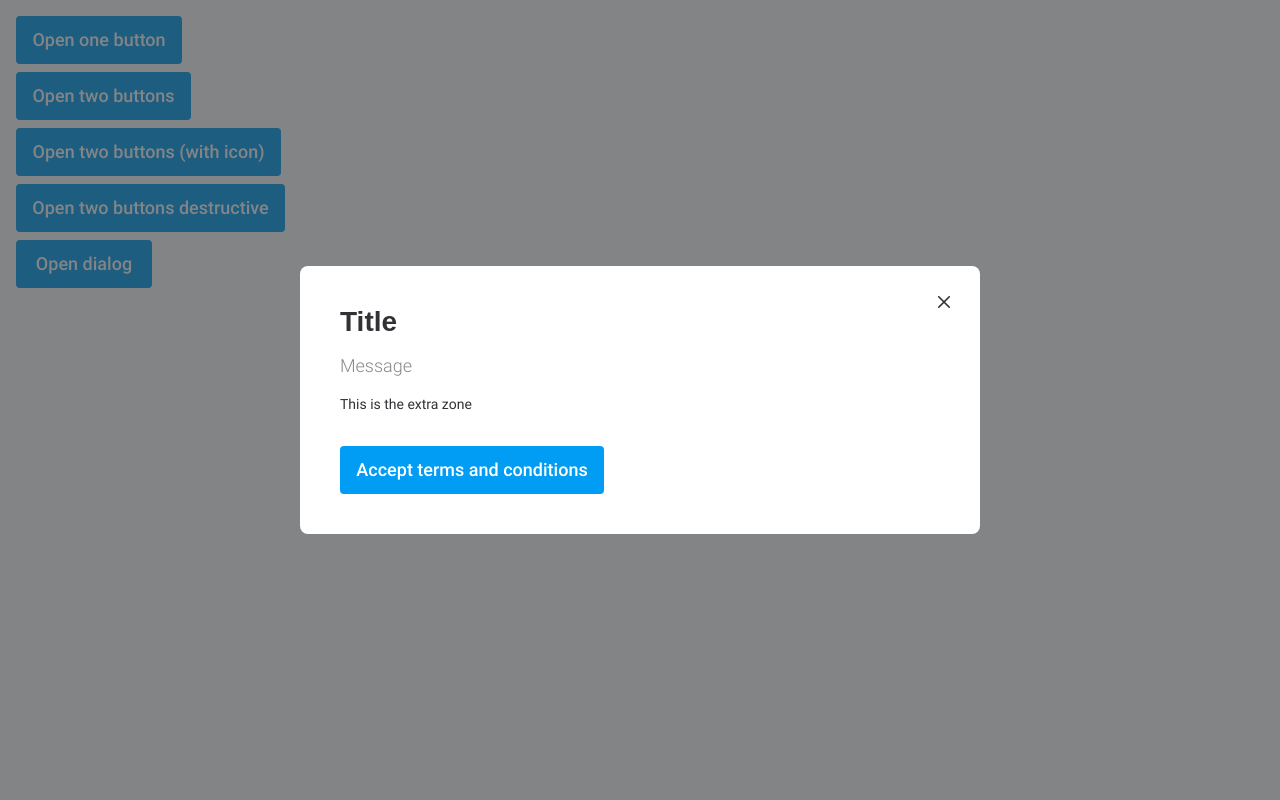 Open one button
Open two buttons
Open two buttons (with icon)
Open two buttons destructive
Open dialog
Title
Message
This is the extra zone
Accept terms and conditions